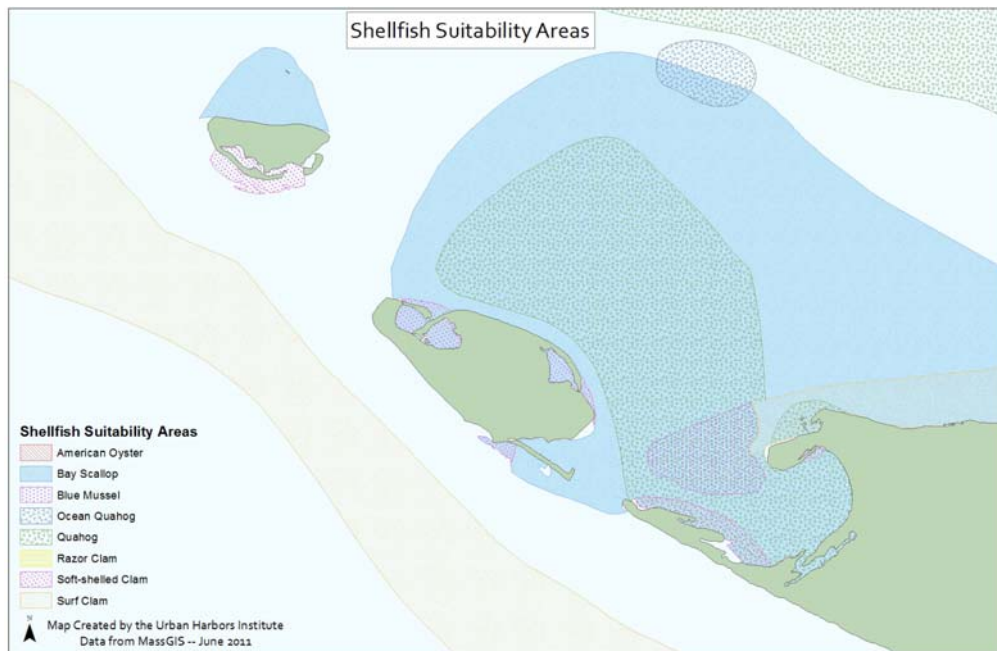 Shellfish Suitability Areas
Shellfish Suitability Areas
American Oyster
Bay Scallop
Blue Mussel
Ocean Quahog
Quahog
Razor Clam
Soft-shelled Clam
Surf Clam
N
Map Created by the Urban Harbors Institute
Data from MassGIS -- June 2011